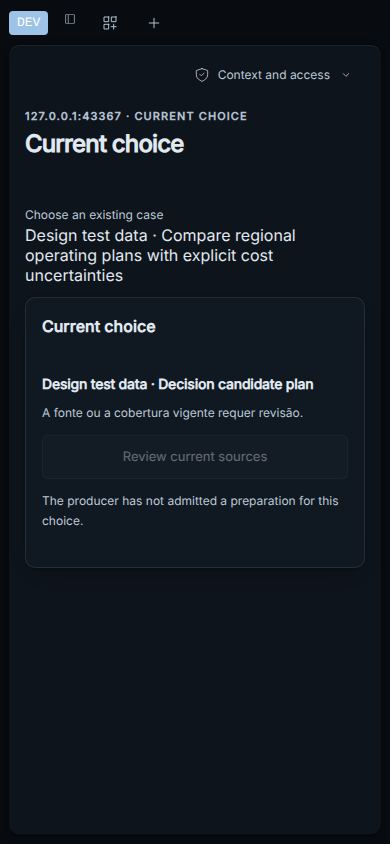 DEV
Context and access
127.0.0.1:43367 · CURRENT CHOICE
Current choice
Choose an existing case
Design test data · Compare regional
operating plans with explicit cost
uncertainties
Current choice
Design test data · Decision candidate plan
A fonte ou a cobertura vigente requer revisão.
Review current sources
The producer has not admitted a preparation for this
choice.